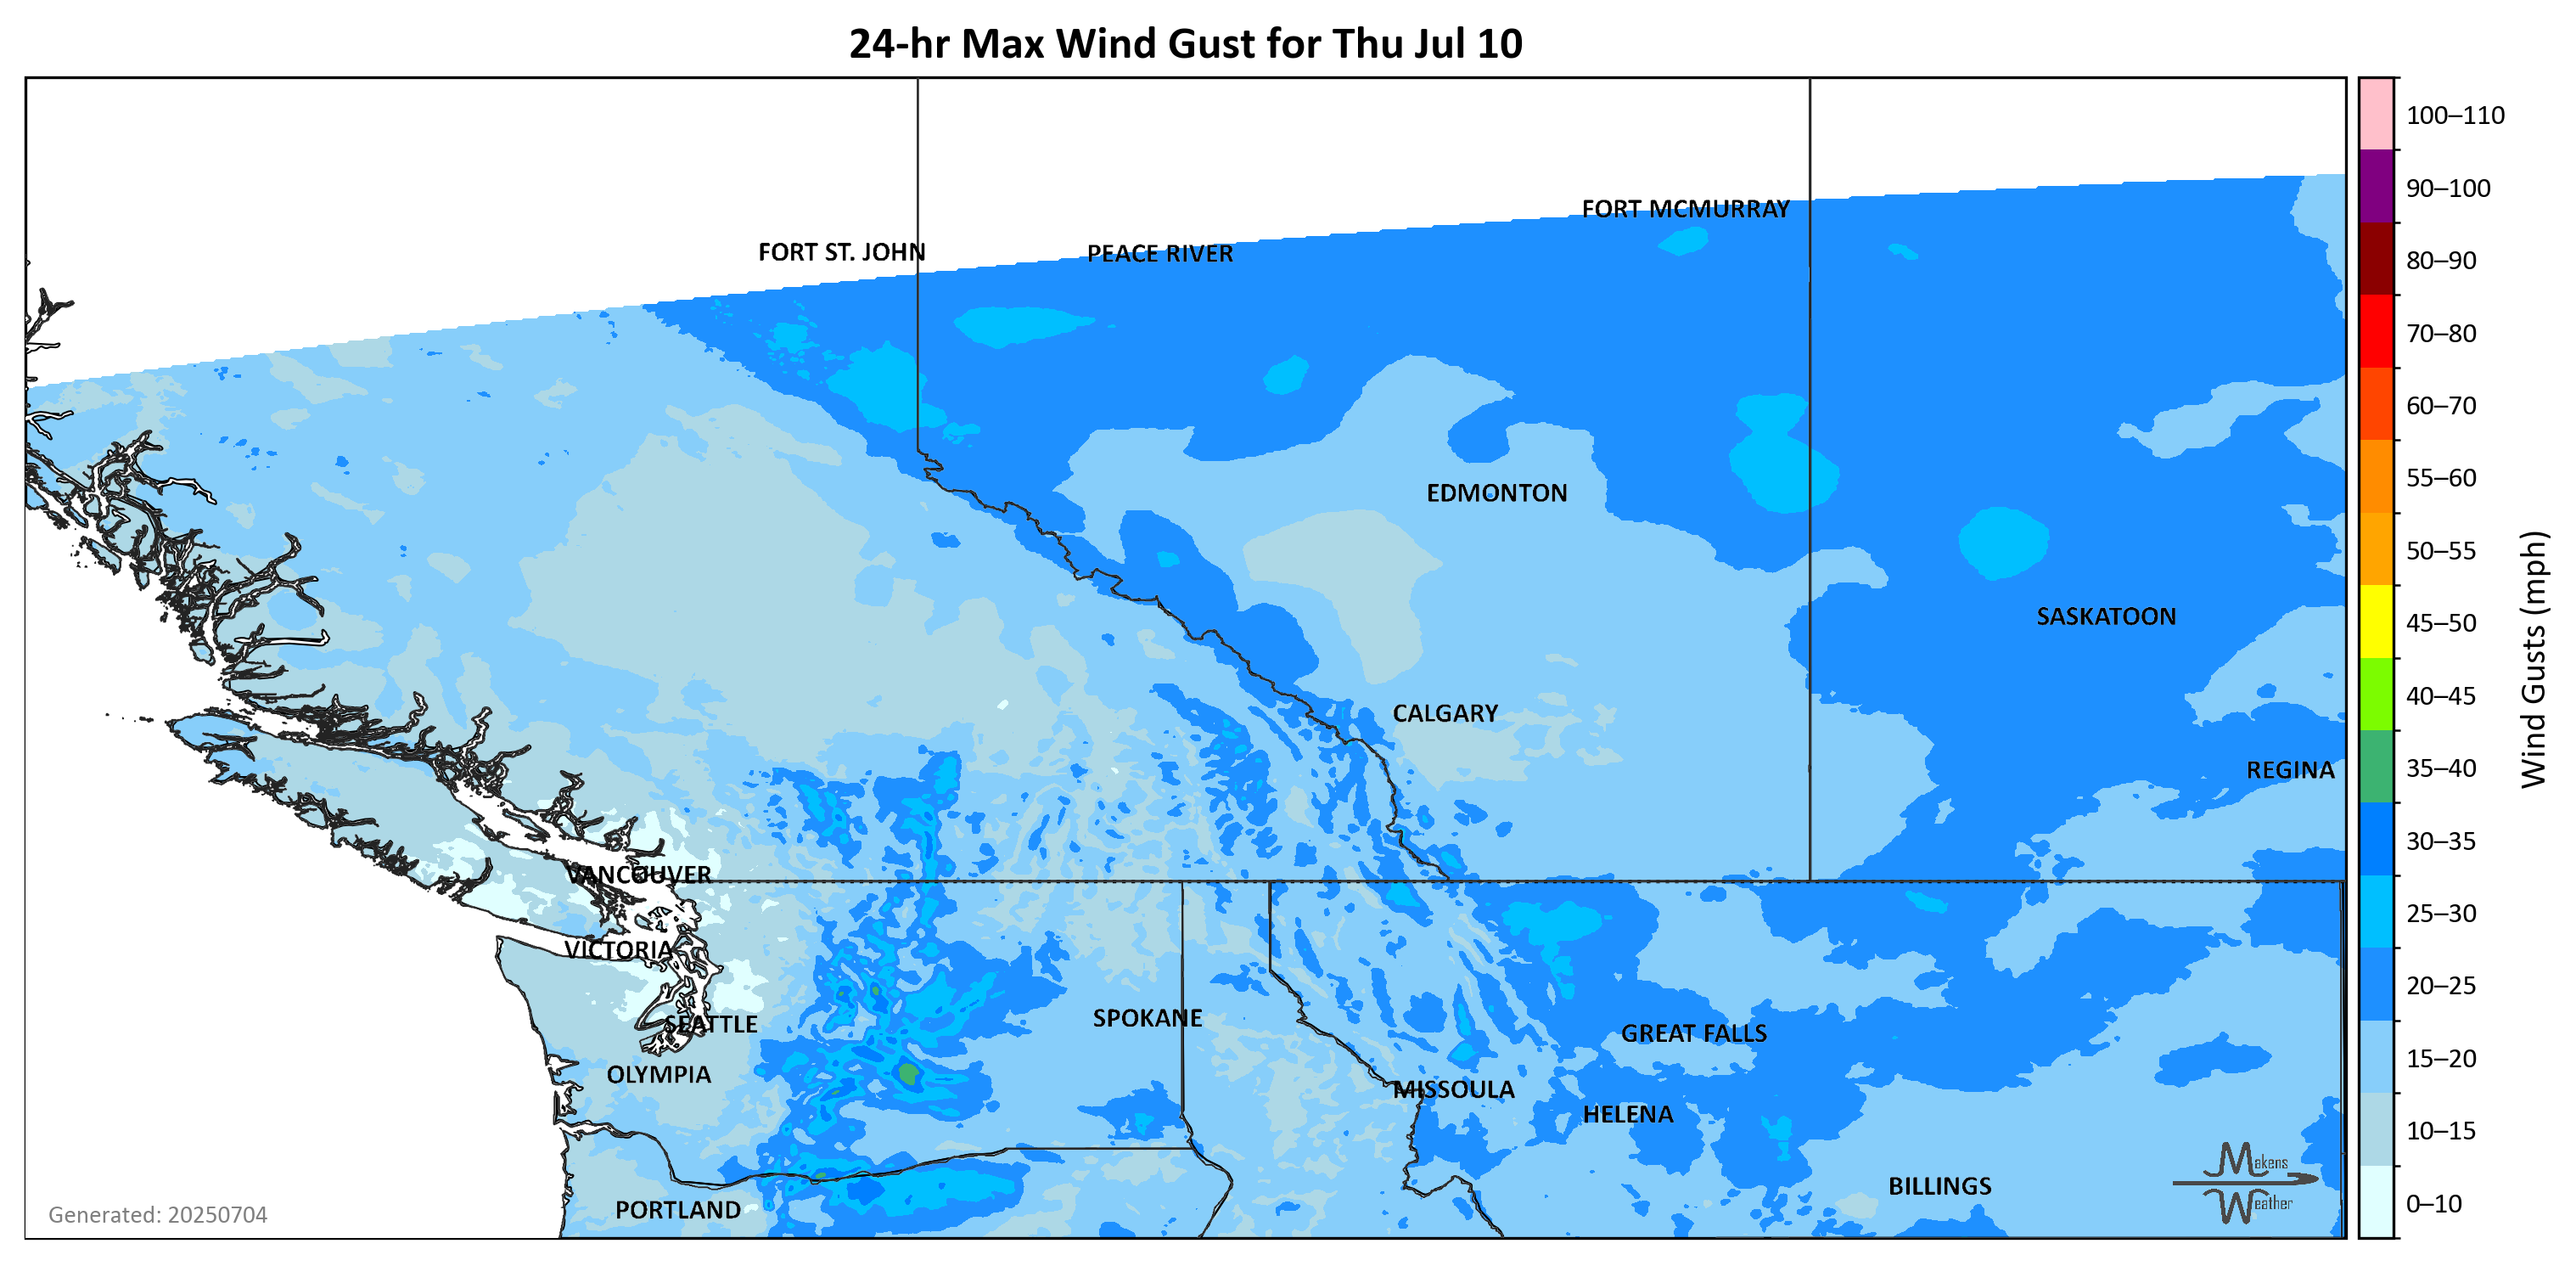 24-hr Max Wind Gust for Thu Jul 10
100–110
FORT MCMURRAY
90–100
FORT ST. JOHN
PEACE RIVER
80–90
70–80
60–70
55–60
EDMONTON
50–55
45–50
SASKATOON
Wind Gusts (mph)
40–45
CALGARY
35–40
REGINA
30–35
VANCOUVER
25–30
VICTORIA
20–25
SPOKANE
SEATTLE
GREAT FALLS
15–20
OLYMPIA
MISSOULA
HELENA
10–15
Makens
Weather
BILLINGS
0–10
PORTLAND
Generated: 20250704